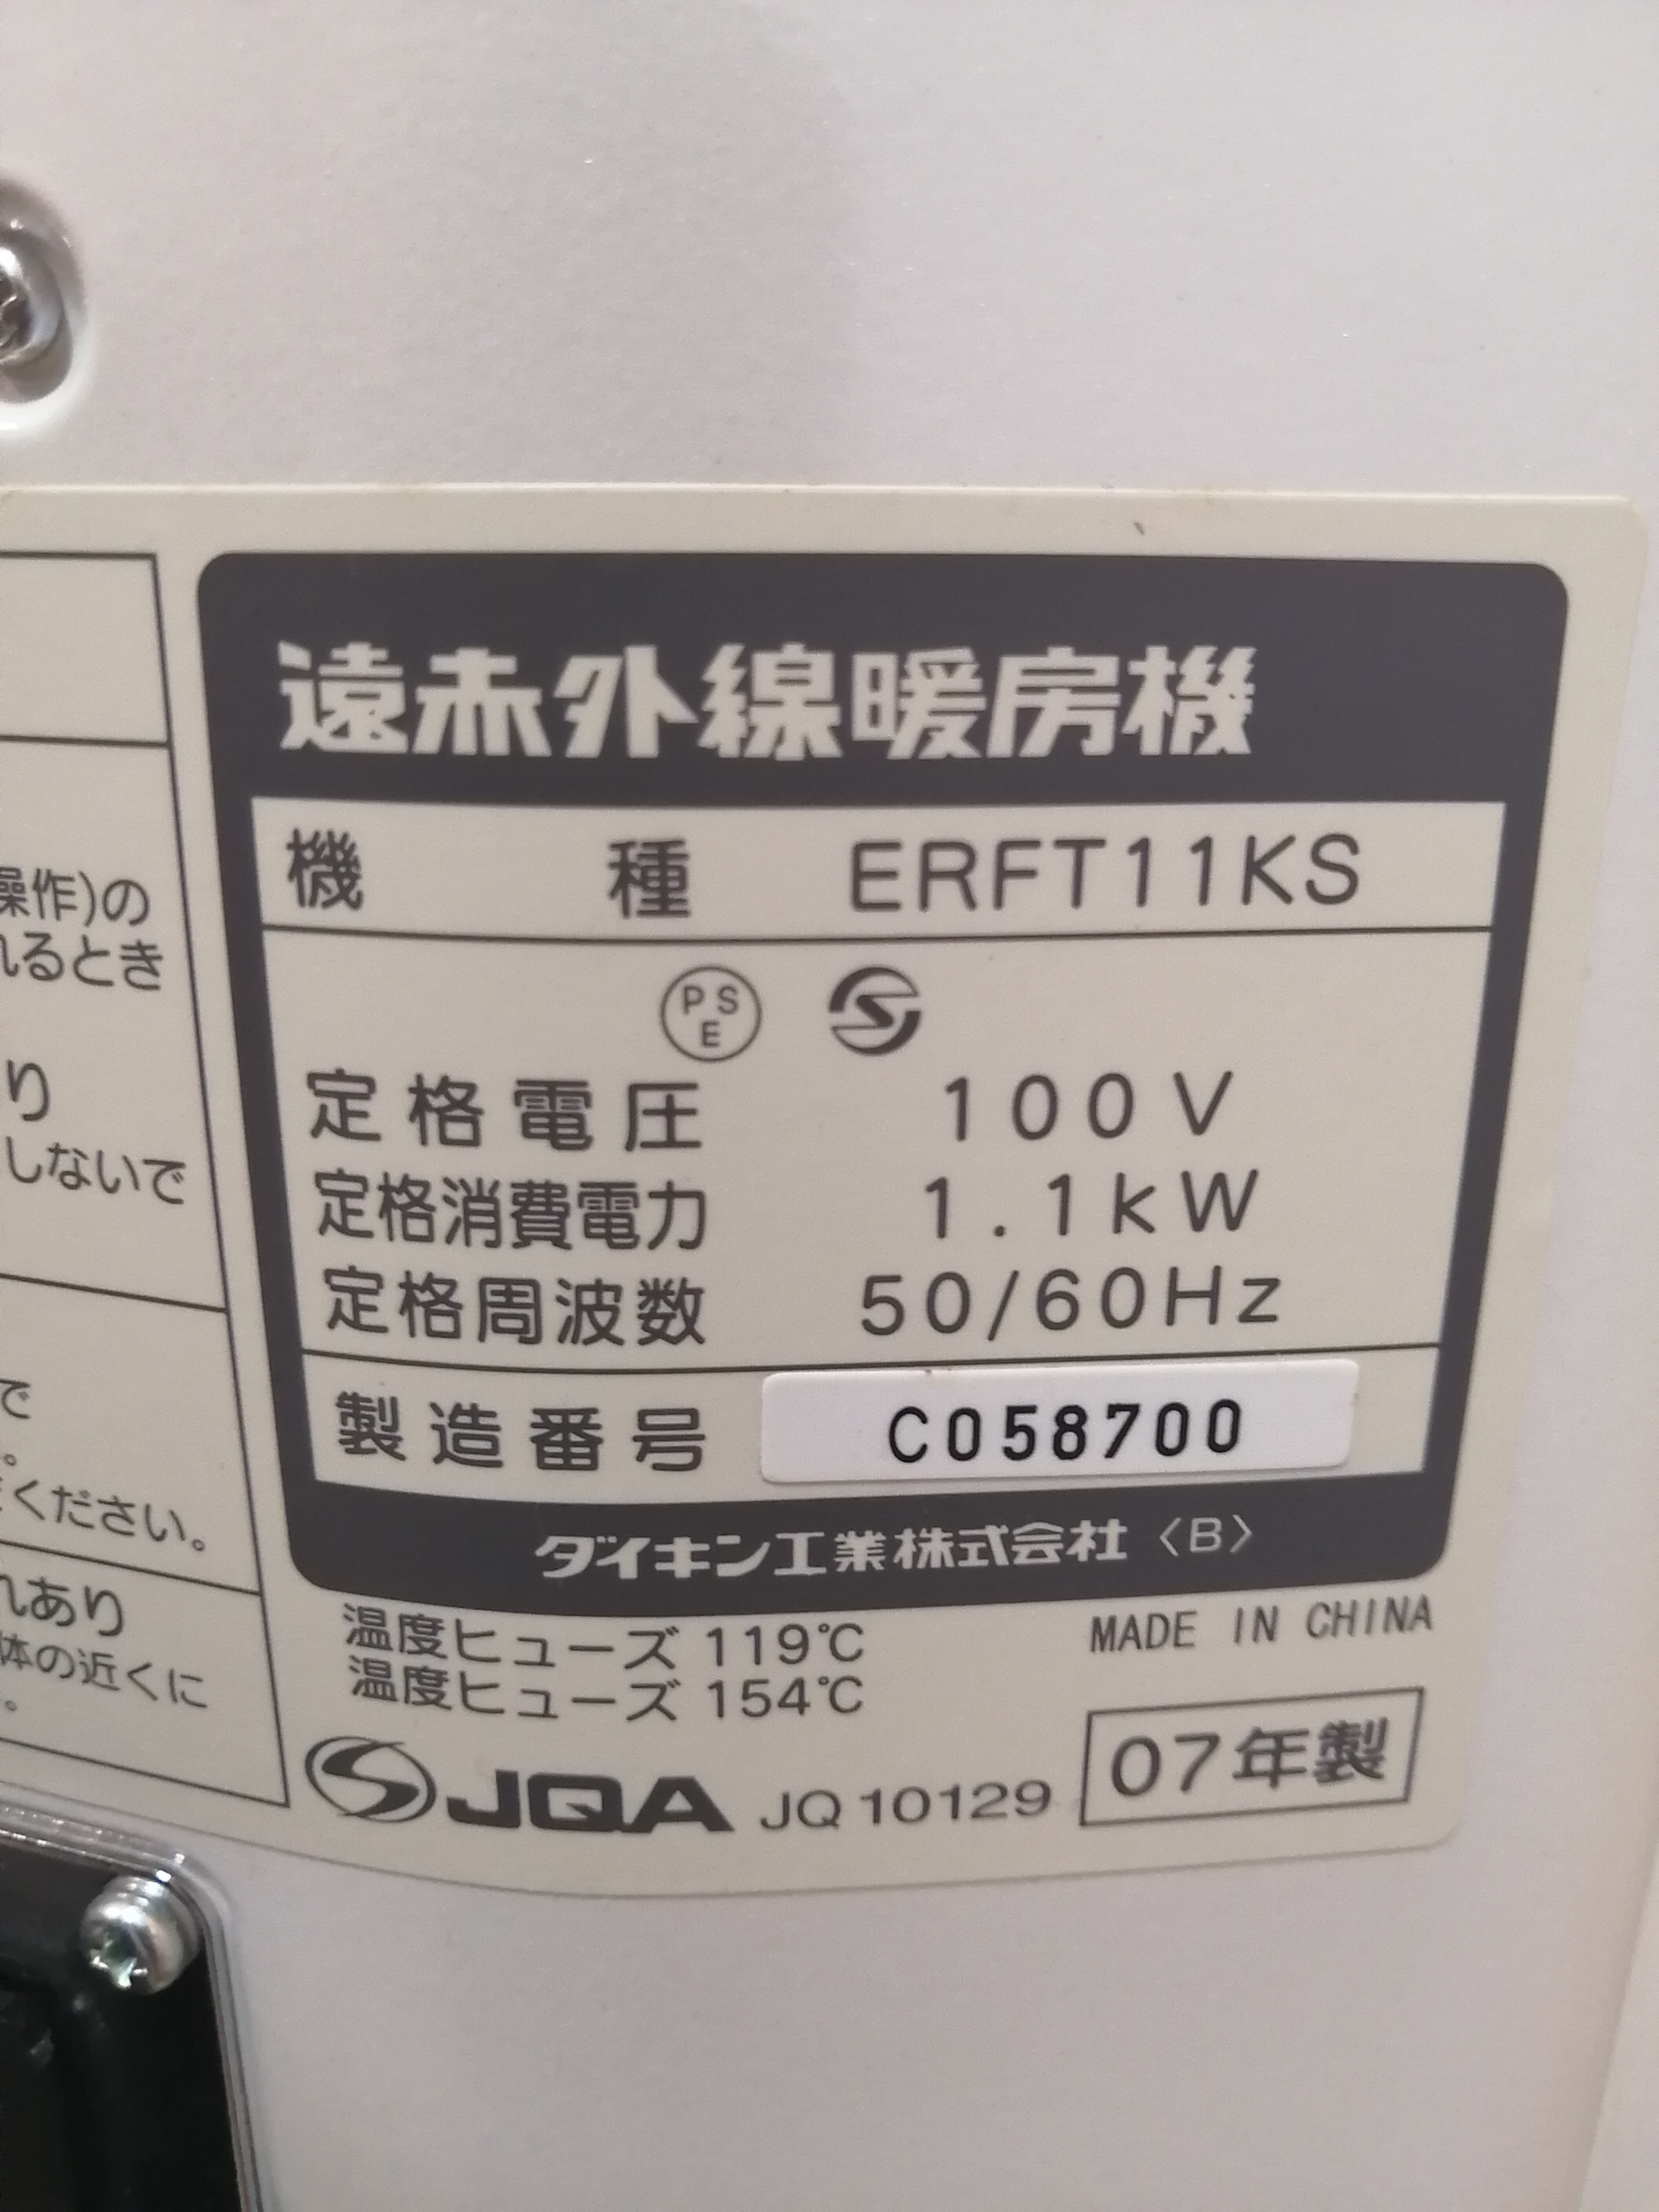 操作)の
れるとき
り
しないで
で
。
ください。
れあり
体の近くに
。
遠赤外線暖房機
機種 ERFT11KS
PSE
定格電圧 100V
定格消費電力 1.1kW
定格周波数 50/60Hz
製造番号 C058700
ダイキン工業株式会社〈B〉
温度ヒューズ 119℃
MADE IN CHINA
温度ヒューズ 154℃
JQA JQ10129
07年製